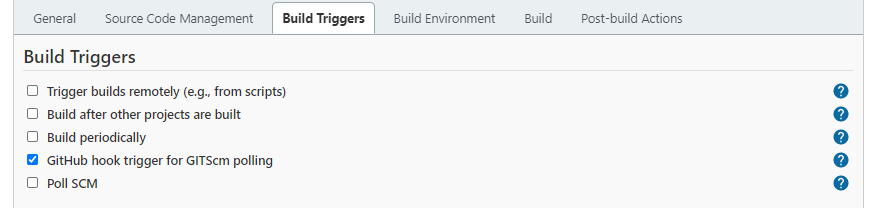 General Source Code Management Build Triggers Build Environment Build Post-build Actions
Build Triggers
Trigger builds remotely (e.g., from scripts) ?
Build after other projects are built ?
Build periodically ?
GitHub hook trigger for GITScm polling ?
Poll SCM ?